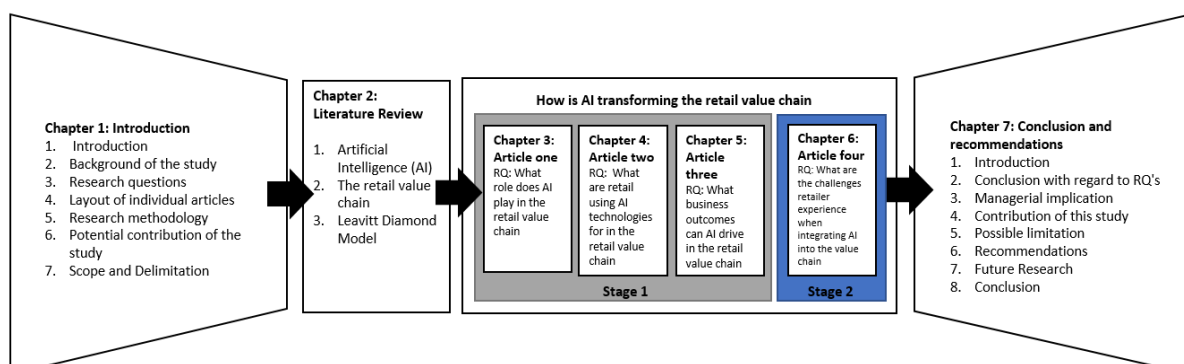 Chapter 1: Introduction
1. Introduction
2. Background of the study
3. Research questions
4. Layout of individual articles
5. Research methodology
6. Potential contribution of the
study
7. Scope and Delimitation
Chapter 2:
Literature Review
1. Artificial
Intelligence (AI)
2. The retail value
chain
3. Leavitt Diamond
Model
How is AI transforming the retail value chain
Chapter 3:
Article one
RQ: What
role does AI
play in the
retail value
chain
Chapter 4:
Article two
RQ: What
are retail
using AI
technologies
for in the
retail value
chain
Chapter 5:
Article
three
RQ: What
business
outcomes
can AI drive
in the retail
value chain
Stage 1
Chapter 6:
Article four
RQ: What are
the challenges
retailer
experience
when
integrating AI
into the value
chain
Stage 2
Chapter 7: Conclusion and
recommendations
1. Introduction
2. Conclusion with regard to RQ's
3. Managerial implication
4. Contribution of this study
5. Possible limitation
6. Recommendations
7. Future Research
8. Conclusion